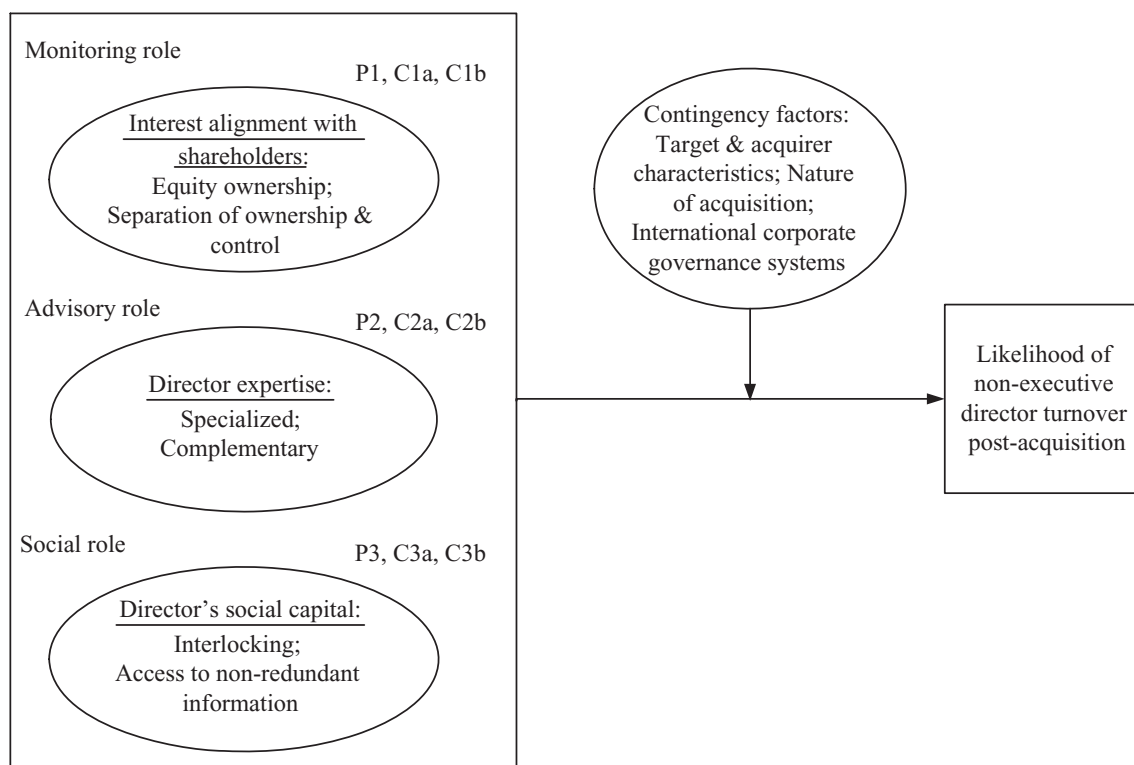 Monitoring role
P1, C1a, C1b
Interest alignment with
shareholders:
Equity ownership;
Separation of ownership &
control
Advisory role
P2, C2a, C2b
Director expertise:
Specialized;
Complementary
Social role
P3, C3a, C3b
Director’s social capital:
Interlocking;
Access to non-redundant
information
Contingency factors:
Target & acquirer
characteristics; Nature
of acquisition;
International corporate
governance systems
Likelihood of
non-executive
director turnover
post-acquisition